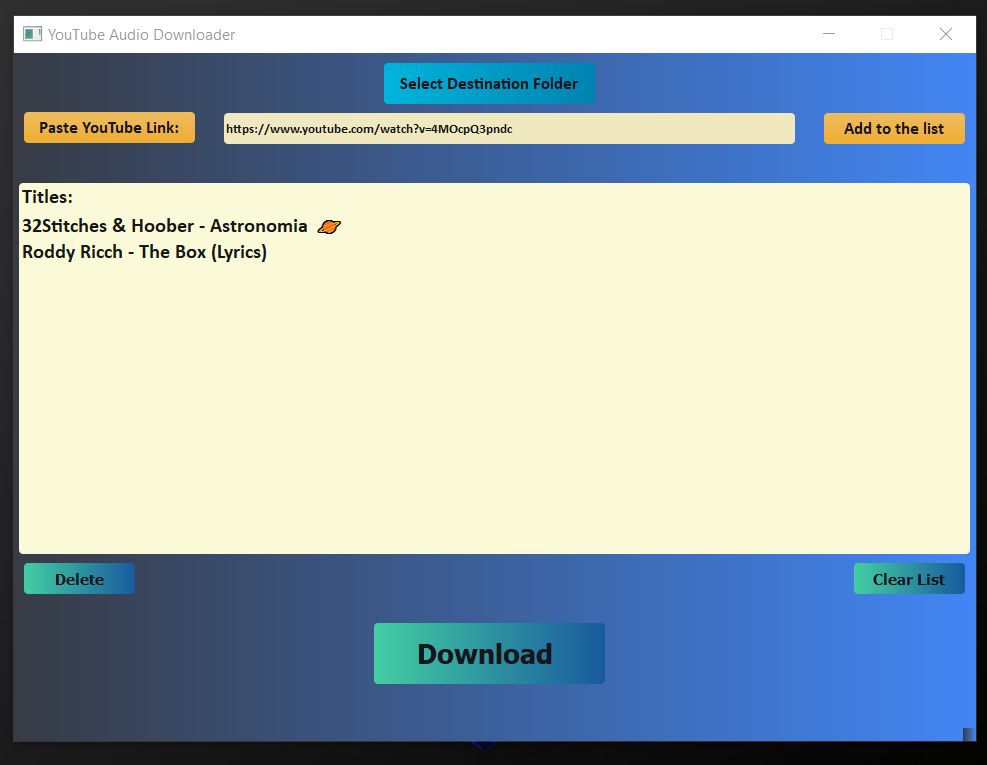 YouTube Audio Downloader
Select Destination Folder
Paste YouTube Link:
https://www.youtube.com/watch?v=4MOcpQ3pndc
Add to the list
Titles:
32Stitches & Hoober - Astronomia 🪐
Roddy Ricch - The Box (Lyrics)
Delete
Clear List
Download